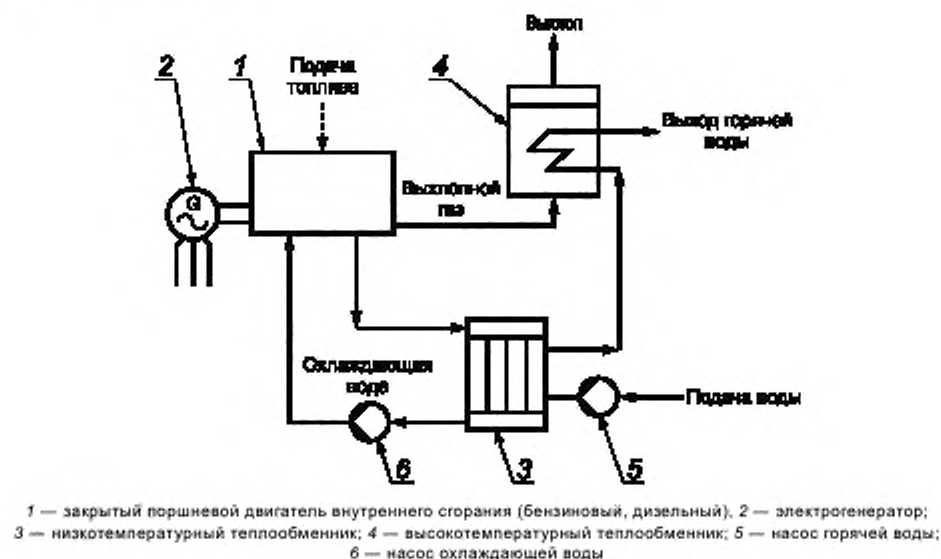 Выхлоп
2
1
Подача
топлива
4
Выход горячей
воды
G
Выхлопной
газ
Охлаждающая
вода
Подача воды
6
3
5
1 — закрытый поршневой двигатель внутреннего сгорания (бензиновый, дизельный), 2 — электрогенератор;
3 — низкотемпературный теплообменник; 4 — высокотемпературный теплообменник; 5 — насос горячей воды;
6 — насос охлаждающей воды